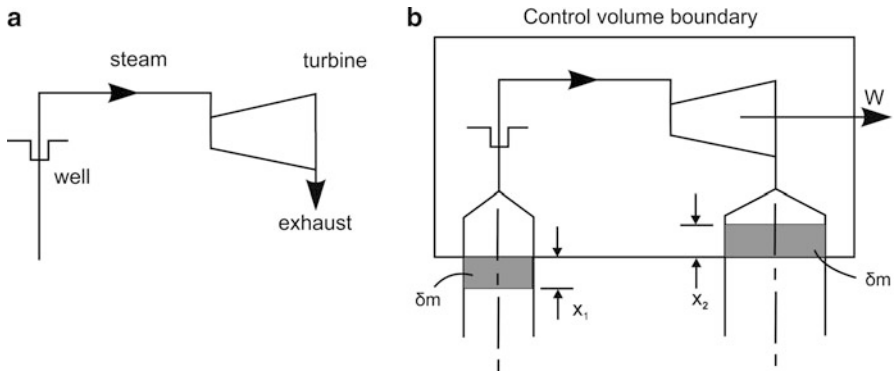 a
steam
turbine
well
exhaust
b
Control volume boundary
W
δm
x₁
x₂
δm